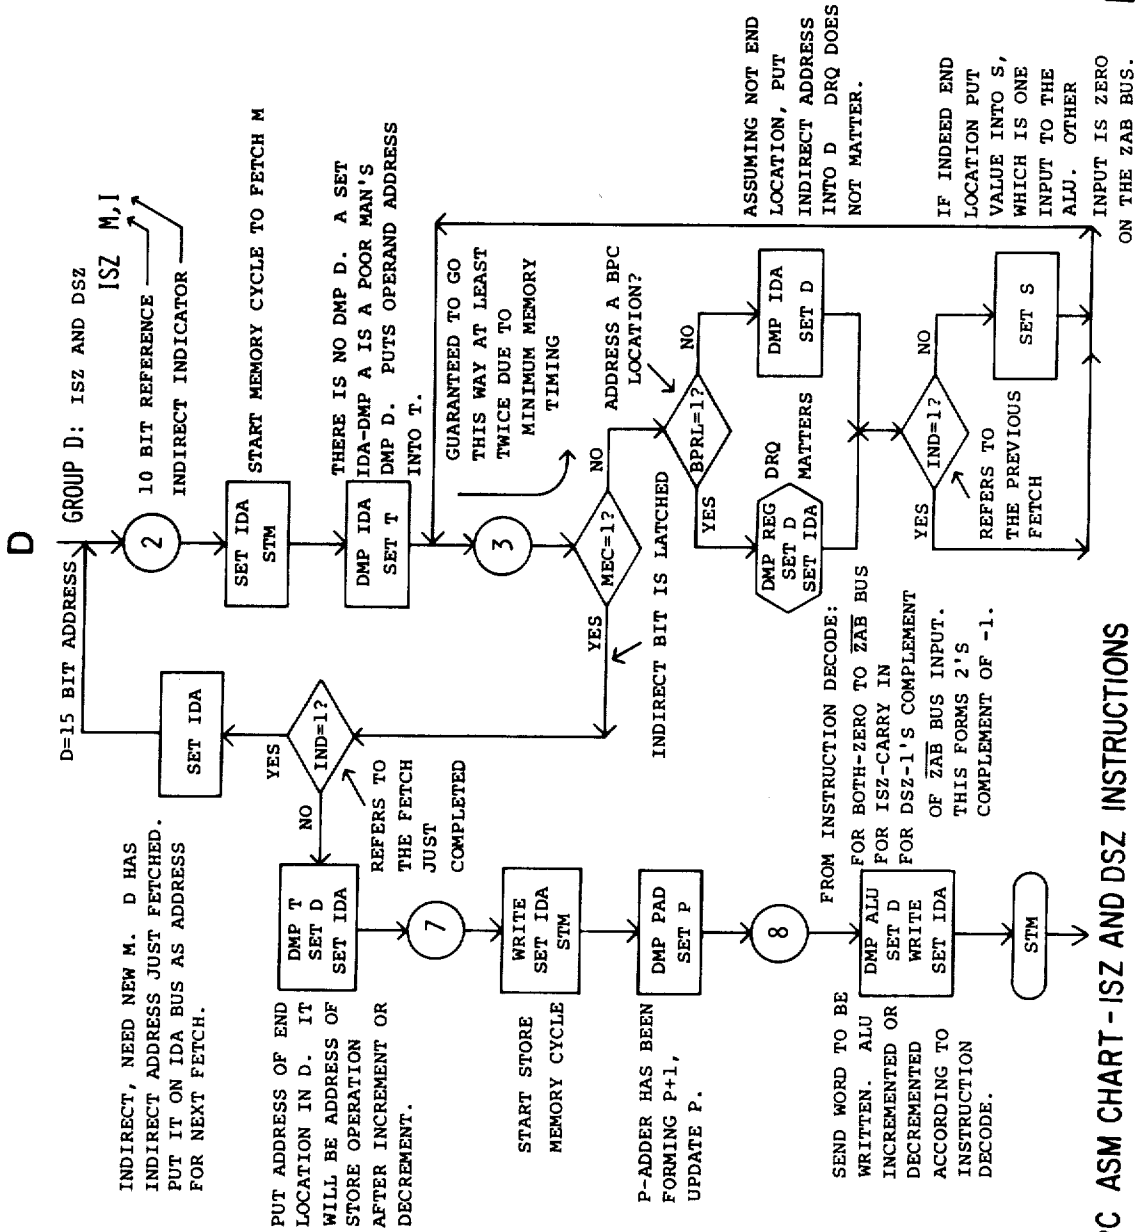 D
D=15 BIT ADDRESS
GROUP D: ISZ AND DSZ
ISZ M,I
10 BIT REFERENCE
INDIRECT INDICATOR
2
SET IDA
STM
START MEMORY CYCLE TO FETCH M
DMP IDA
SET T
THERE IS NO DMP D. A SET
IDA-DMP A IS A POOR MAN'S
DMP D. PUTS OPERAND ADDRESS
INTO T.
GUARANTEED TO GO
THIS WAY AT LEAST
TWICE DUE TO
MINIMUM MEMORY
TIMING
3
MEC=1?
YES
NO
INDIRECT BIT IS LATCHED
ADDRESS A BPC
LOCATION?
BPRL=1?
YES
NO
DMP REG
SET D
SET IDA
DRQ
MATTERS
DMP IDA
SET D
ASSUMING NOT END
LOCATION, PUT
INDIRECT ADDRESS
INTO D DRQ DOES
NOT MATTER.
IND=1?
YES
NO
REFERS TO
THE PREVIOUS
FETCH
SET S
IF INDEED END
LOCATION PUT
VALUE INTO S,
WHICH IS ONE
INPUT TO THE
ALU. OTHER
INPUT IS ZERO
ON THE ZAB BUS.
INDIRECT, NEED NEW M. D HAS
INDIRECT ADDRESS JUST FETCHED.
PUT IT ON IDA BUS AS ADDRESS
FOR NEXT FETCH.
SET IDA
YES
IND=1?
NO
REFERS TO
THE FETCH
JUST
COMPLETED
PUT ADDRESS OF END
LOCATION IN D. IT
WILL BE ADDRESS OF
STORE OPERATION
AFTER INCREMENT OR
DECREMENT.
DMP T
SET D
SET IDA
7
START STORE
MEMORY CYCLE
WRITE
SET IDA
STM
P-ADDER HAS BEEN
FORMING P+1,
UPDATE P.
DMP PAD
SET P
8
FROM INSTRUCTION DECODE:
FOR BOTH-ZERO TO ZAB BUS
FOR ISZ-CARRY IN
FOR DSZ-1'S COMPLEMENT
OF ZAB BUS INPUT.
THIS FORMS 2'S
COMPLEMENT OF -1.
SEND WORD TO BE
WRITTEN. ALU
INCREMENTED OR
DECREMENTED
ACCORDING TO
INSTRUCTION
DECODE.
DMP ALU
SET D
WRITE
SET IDA
STM
C ASM CHART - ISZ AND DSZ INSTRUCTIONS